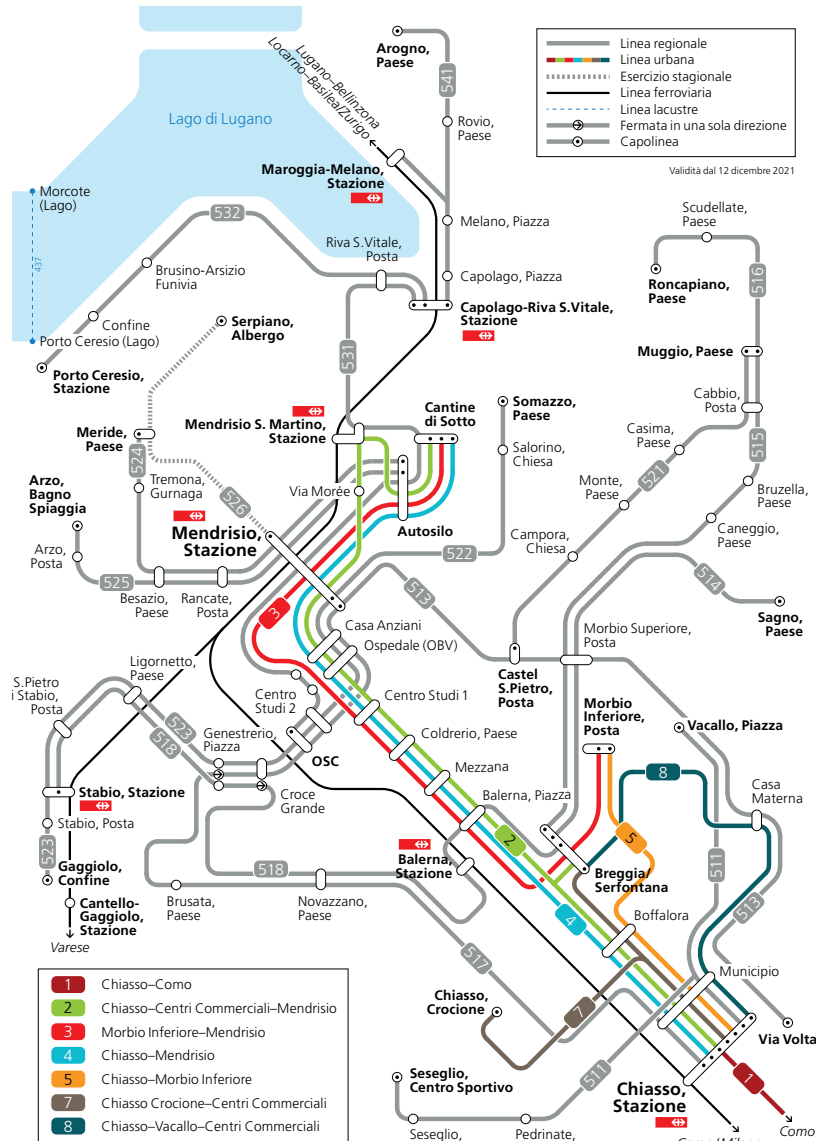 Arogno,
Paese
541
Lugano–Bellinzona
Locarno–Basilea/Zurigo
Lago di Lugano
Rovio,
Paese
Maroggia-Melano,
Stazione
Linea regionale
Linea urbana
Esercizio stagionale
Linea ferroviaria
Linea lacustre
Fermata in una sola direzione
Capolinea
Validità dal 12 dicembre 2021
Morcote
(Lago)
437
532
Melano, Piazza
Riva S.Vitale,
Posta
Scudellate,
Paese
Brusino-Arsizio
Funivia
Capolago, Piazza
516
Roncapiano,
Paese
Confine
Porto Ceresio (Lago)
Serpiano,
Albergo
Capolago-Riva S.Vitale,
Stazione
531
Muggio, Paese
Porto Ceresio,
Stazione
Mendrisio S. Martino,
Stazione
Cantine
di Sotto
Somazzo,
Paese
Cabbio,
Posta
Meride,
Paese
Casima,
Paese
515
Salorino,
Chiesa
524
Tremona,
Gurnaga
521
Arzo,
Bagno
Spiaggia
526
Via Morée
Monte,
Paese
Bruzella,
Paese
Mendrisio,
Stazione
Autosilo
Caneggio,
Paese
Arzo,
Posta
Campora,
Chiesa
522
525
Besazio,
Paese
Rancate,
Posta
513
514
Sagno,
Paese
3
Casa Anziani
Ospedale (OBV)
Morbio Superiore,
Posta
Ligornetto,
Paese
S.Pietro
i Stabio,
Posta
Castel
S.Pietro,
Posta
Centro
Studi 2
Centro Studi 1
Morbio
Inferiore,
Posta
Vacallo, Piazza
523
518
Genestrerio,
Piazza
OSC
Coldrerio, Paese
Mezzana
8
Casa
Materna
Stabio, Stazione
Croce
Grande
Balerna, Piazza
Stabio, Posta
2
5
511
523
Balerna,
Stazione
Gaggiolo,
Confine
518
Breggia/
Serfontana
Cantello-
Gaggiolo,
Stazione
Brusata,
Paese
Novazzano,
Paese
4
Boffalora
513
Varese
517
Municipio
1 Chiasso–Como
2 Chiasso–Centri Commerciali–Mendrisio
3 Morbio Inferiore–Mendrisio
4 Chiasso–Mendrisio
5 Chiasso–Morbio Inferiore
7 Chiasso Crocione–Centri Commerciali
8 Chiasso–Vacallo–Centri Commerciali
Chiasso,
Crocione
7
Via Volta
511
Seseglio,
Centro Sportivo
Chiasso,
Stazione
1
Seseglio,
Pedrinate,
Como